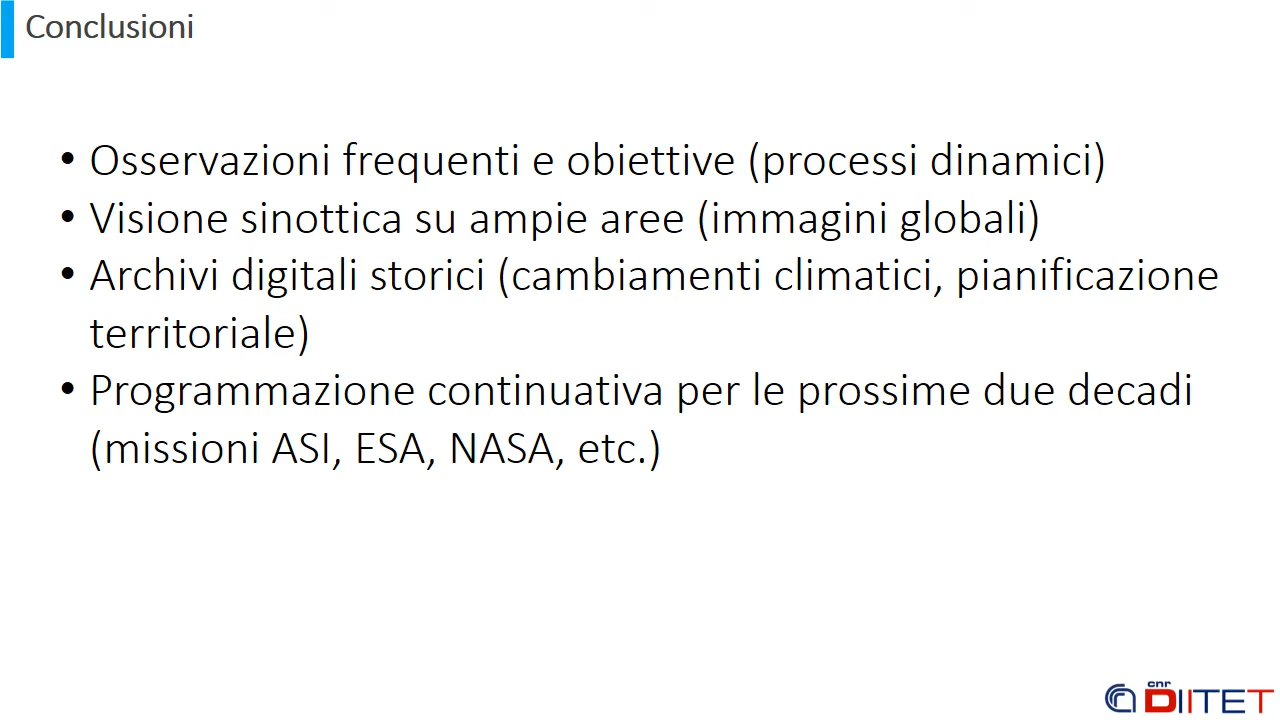 Conclusioni
• Osservazioni frequenti e obiettive (processi dinamici)
• Visione sinottica su ampie aree (immagini globali)
• Archivi digitali storici (cambiamenti climatici, pianificazione
territoriale)
• Programmazione continuativa per le prossime due decadi
(missioni ASI, ESA, NASA, etc.)
cnr
DIITET